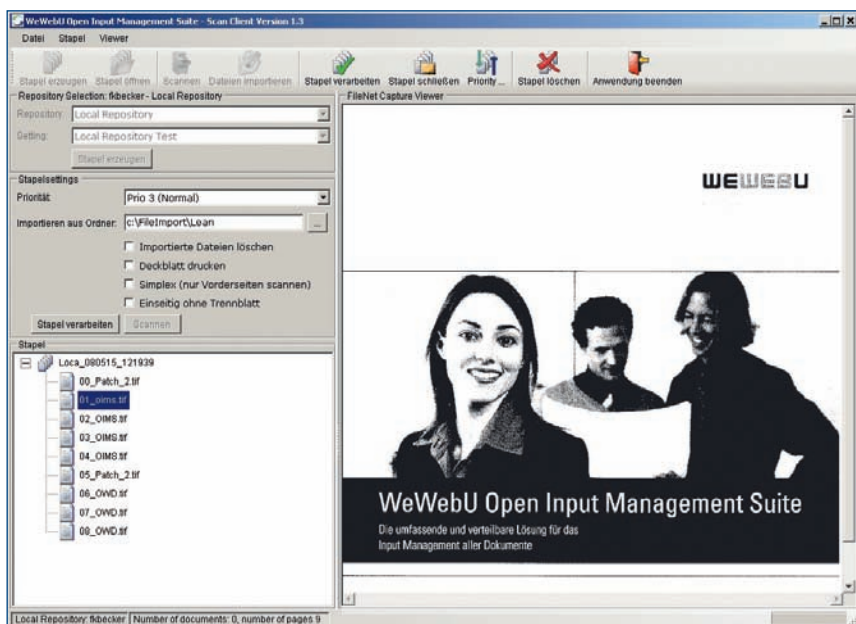 WeWebU Open Input Management Suite - Scan Client Version 1.3
Datei Stapel Viewer
Stapel erzeugen Stapel öffnen Scannen Dateien importieren Stapel verarbeiten Stapel schließen Priority ... Stapel löschen Anwendung beenden
Repository Selection: fkbecker - Local Repository
Repository: Local Repository
Setting: Local Repository Test
Stapel erzeugen
Stapelsettings
Priorität: Prio 3 (Normal)
Importieren aus Ordner: c:\FileImport\Lean ...
Importierte Dateien löschen
Deckblatt drucken
Simplex (nur Vorderseiten scannen)
Einseitig ohne Trennblatt
Stapel verarbeiten Scannen
Stapel
Loca_080515_121939
00_Patch_2.tif
01_oims.tif
02_OIMS.tif
03_OIMS.tif
04_OIMS.tif
05_Patch_2.tif
06_OWD.tif
07_OWD.tif
08_OWD.tif
FileNet Capture Viewer
WEWEBU
WeWebU Open Input Management Suite
Die umfassende und verteilbare Lösung für das
Input Management aller Dokumente
Local Repository: fkbecker Number of documents: 0, number of pages 9